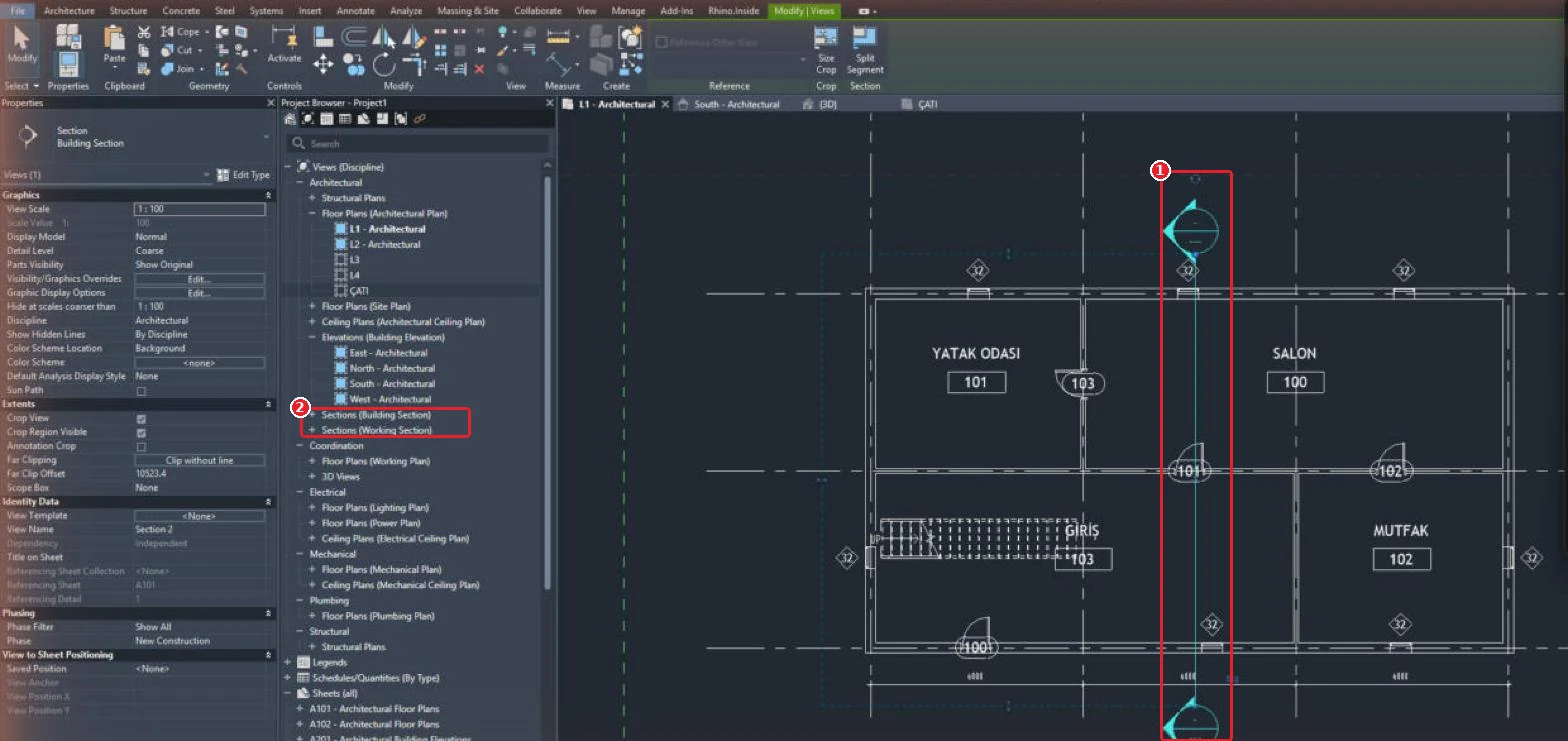 File Architecture Structure Concrete Steel Systems Insert Annotate Analyze Massing & Site Collaborate View Manage Add-Ins Rhino.Inside Modify | Views
Modify
Paste
Cope
Cut
Join
Activate
Reference Other View
Size Crop
Split Segment
Select Properties Clipboard Geometry Controls Modify View Measure Create Reference Crop Section
Properties
Section
Building Section
Views (1) Edit Type
Graphics
View Scale 1 : 100
Scale Value 1: 100
Display Model Normal
Detail Level Coarse
Parts Visibility Show Original
Visibility/Graphics Overrides Edit...
Graphic Display Options Edit...
Hide at scales coarser than 1 : 100
Discipline Architectural
Show Hidden Lines By Discipline
Color Scheme Location Background
Color Scheme <none>
Default Analysis Display Style None
Sun Path
Extents
Crop View
Crop Region Visible
Annotation Crop
Far Clipping Clip without line
Far Clip Offset 10523.4
Scope Box None
Identity Data
View Template <None>
View Name Section 2
Dependency Independent
Title on Sheet
Referencing Sheet Collection <None>
Referencing Sheet A101
Referencing Detail 1
Phasing
Phase Filter Show All
Phase New Construction
View to Sheet Positioning
Saved Position <None>
View Anchor
View Position X
View Position Y
Project Browser - Project1
Search
Views (Discipline)
Architectural
Structural Plans
Floor Plans (Architectural Plan)
L1 - Architectural
L2 - Architectural
L3
L4
ÇATI
Floor Plans (Site Plan)
Ceiling Plans (Architectural Ceiling Plan)
Elevations (Building Elevation)
East - Architectural
North - Architectural
South - Architectural
West - Architectural
2
Sections (Building Section)
Sections (Working Section)
Coordination
Floor Plans (Working Plan)
3D Views
Electrical
Floor Plans (Lighting Plan)
Floor Plans (Power Plan)
Ceiling Plans (Electrical Ceiling Plan)
Mechanical
Floor Plans (Mechanical Plan)
Ceiling Plans (Mechanical Ceiling Plan)
Plumbing
Floor Plans (Plumbing Plan)
Structural
Structural Plans
Legends
Schedules/Quantities (By Type)
Sheets (all)
A101 - Architectural Floor Plans
A102 - Architectural Floor Plans
A201 - Architectural Building Elevations
L1 - Architectural South - Architectural {3D} ÇATI
1
32 32 32
YATAK ODASI SALON
101 103 100
101 102
GİRİŞ MUTFAK
UP
32 103 102 32
32 32
100